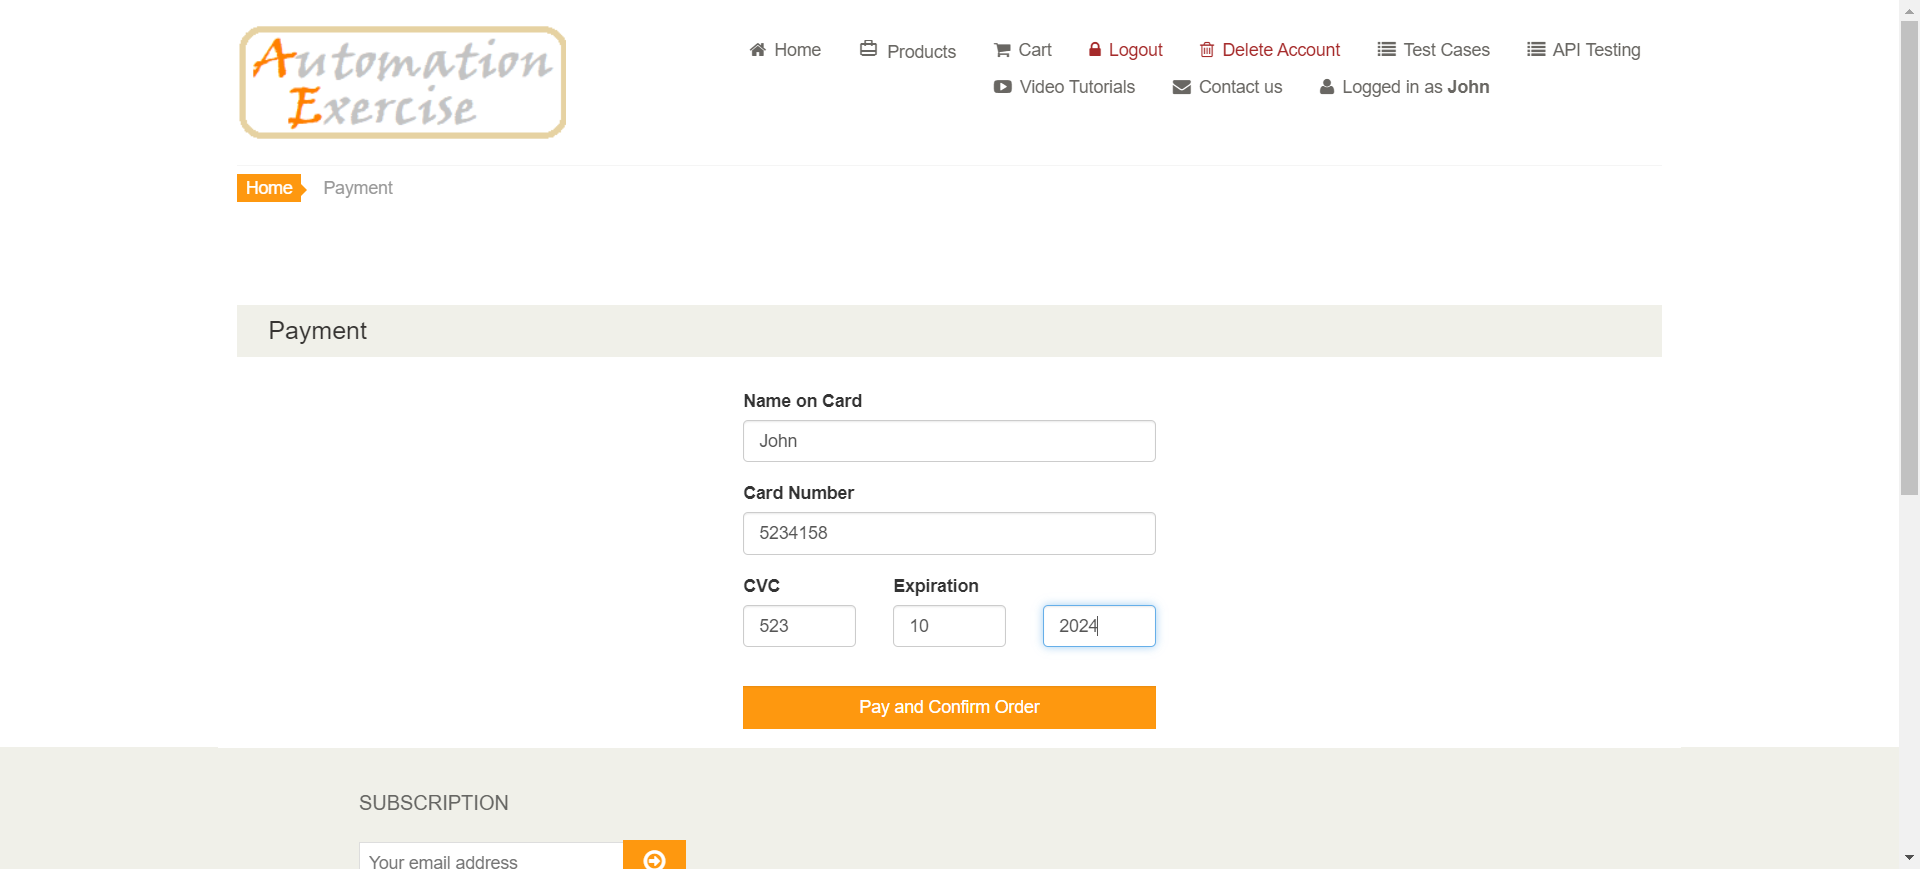 Automation
Exercise
Home
Products
Cart
Logout
Delete Account
Test Cases
API Testing
Video Tutorials
Contact us
Logged in as John
Home
Payment
Payment
Name on Card
John
Card Number
5234158
CVC
Expiration
523
10
2024
Pay and Confirm Order
SUBSCRIPTION
Your email address